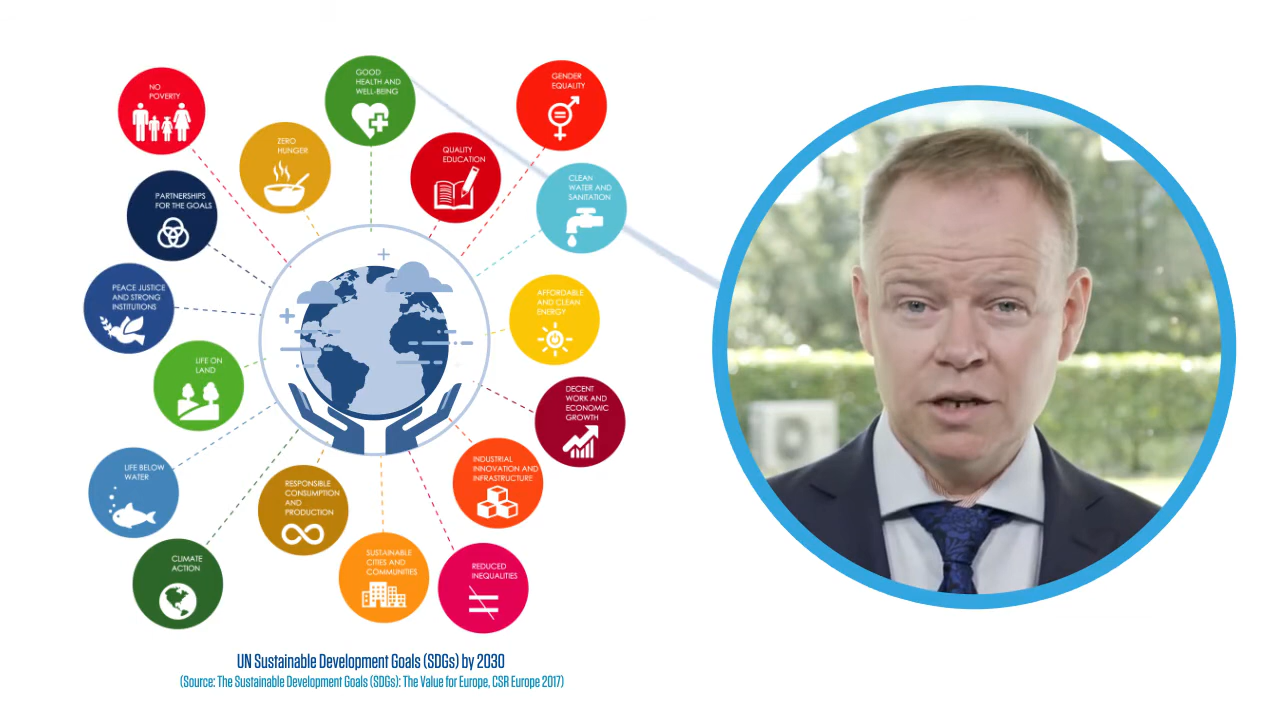 NO
POVERTY
GOOD
HEALTH AND
WELL-BEING
GENDER
EQUALITY
ZERO
HUNGER
QUALITY
EDUCATION
PARTNERSHIPS
FOR THE GOALS
CLEAN
WATER AND
SANITATION
PEACE JUSTICE
AND STRONG
INSTITUTIONS
AFFORDABLE
AND CLEAN
ENERGY
LIFE ON
LAND
DECENT
WORK AND
ECONOMIC
GROWTH
LIFE BELOW
WATER
INDUSTRIAL
INNOVATION AND
INFRASTRUCTURE
RESPONSIBLE
CONSUMPTION
AND
PRODUCTION
CLIMATE
ACTION
SUSTAINABLE
CITIES AND
COMMUNITIES
REDUCED
INEQUALITIES
UN Sustainable Development Goals (SDGs) by 2030
(Source: The Sustainable Development Goals (SDGs): The Value for Europe, CSR Europe 2017)